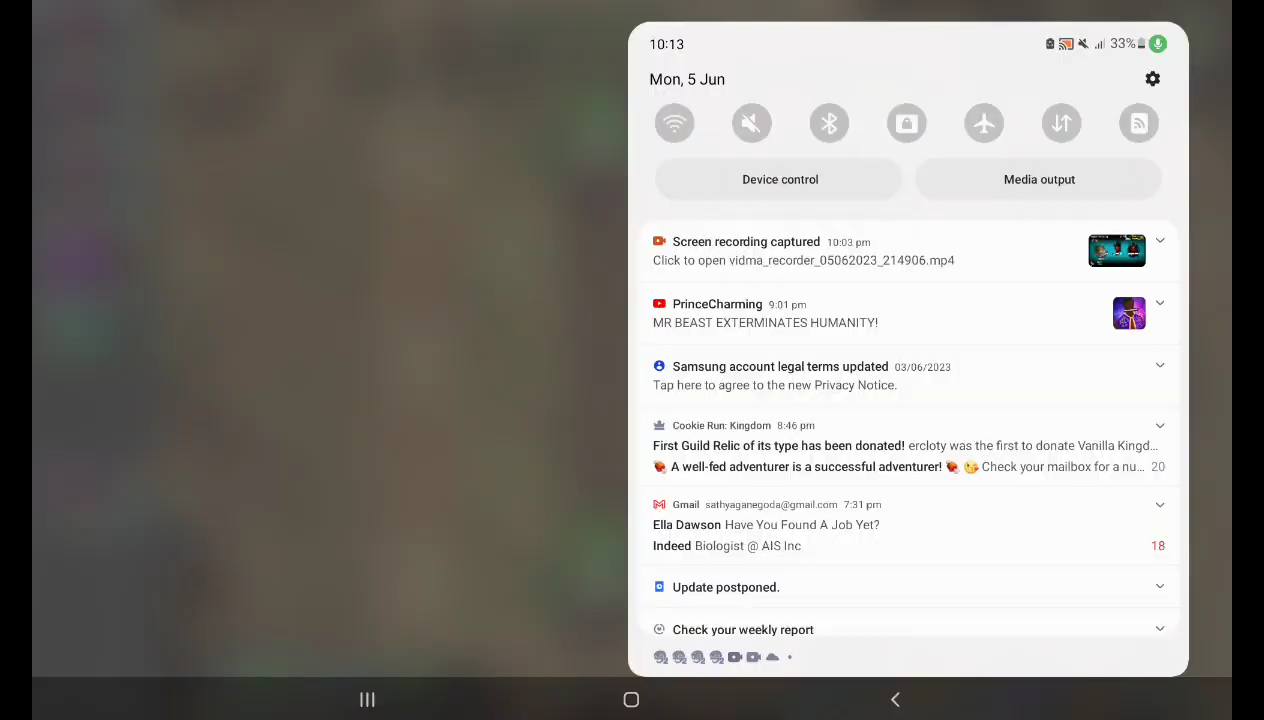 10:13
33%
Mon, 5 Jun
Device control
Media output
Screen recording captured 10:03 pm
Click to open vidma_recorder_05062023_214906.mp4
PrinceCharming 9:01 pm
MR BEAST EXTERMINATES HUMANITY!
Samsung account legal terms updated 03/06/2023
Tap here to agree to the new Privacy Notice.
Cookie Run: Kingdom 8:46 pm
First Guild Relic of its type has been donated! ercloty was the first to donate Vanilla Kingd...
A well-fed adventurer is a successful adventurer! 😘 Check your mailbox for a nu... 20
Gmail sathyaganegoda@gmail.com 7:31 pm
Ella Dawson Have You Found A Job Yet?
Indeed Biologist @ AIS Inc 18
Update postponed.
Check your weekly report